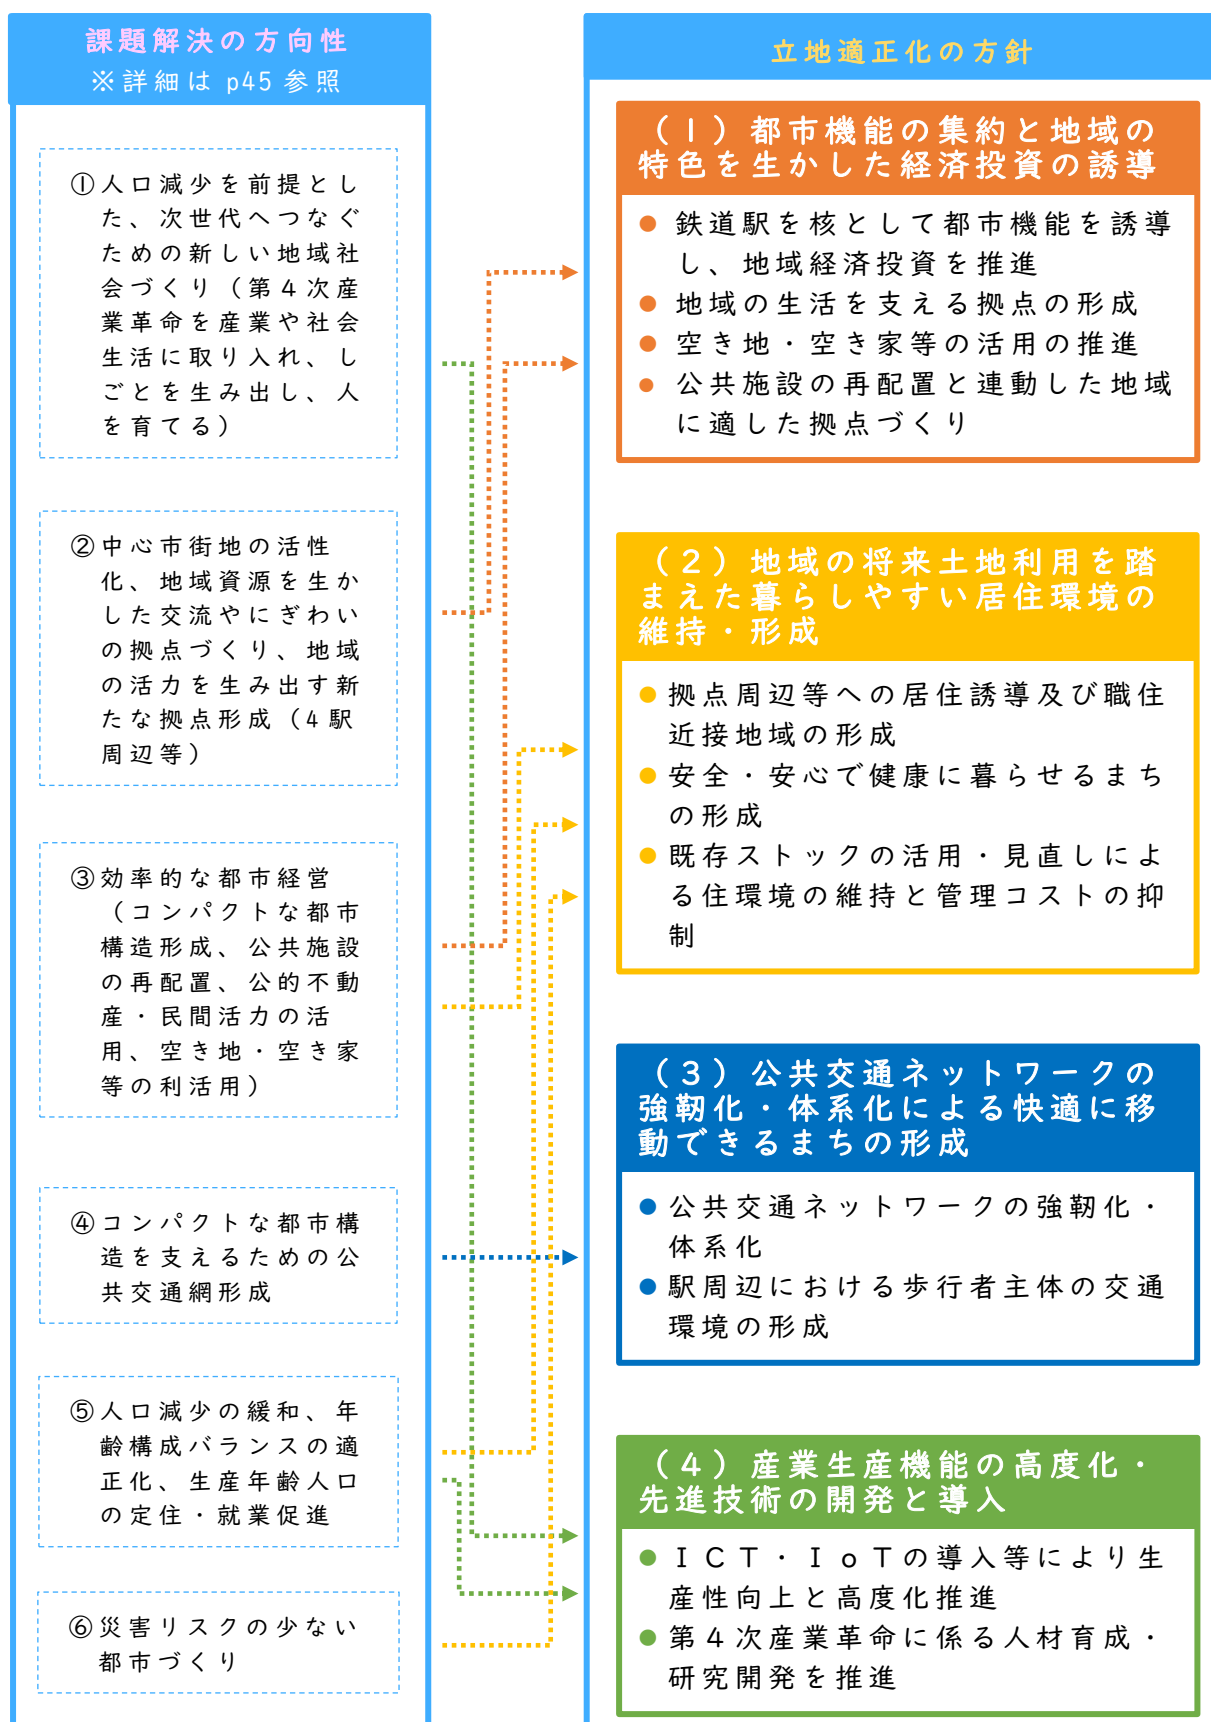 課題解決の方向性
※詳細は p45 参照
①人口減少を前提とし
た、次世代へつなぐ
ための新しい地域社
会づくり（第４次産
業革命を産業や社会
生活に取り入れ、し
ごとを生み出し、人
を育てる）
②中心市街地の活性
化、地域資源を生か
した交流やにぎわい
の拠点づくり、地域
の活力を生み出す新
たな拠点形成（4 駅
周辺等）
③効率的な都市経営
（コンパクトな都市
構造形成、公共施設
の再配置、公的不動
産・民間活力の活
用、空き地・空き家
等の利活用）
④コンパクトな都市構
造を支えるための公
共交通網形成
⑤人口減少の緩和、年
齢構成バランスの適
正化、生産年齢人口
の定住・就業促進
⑥災害リスクの少ない
都市づくり
立地適正化の方針
（１）都市機能の集約と地域の
特色を生かした経済投資の誘導
● 鉄道駅を核として都市機能を誘導
し、地域経済投資を推進
● 地域の生活を支える拠点の形成
● 空き地・空き家等の活用の推進
● 公共施設の再配置と連動した地域
に適した拠点づくり
（２）地域の将来土地利用を踏
まえた暮らしやすい居住環境の
維持・形成
● 拠点周辺等への居住誘導及び職住
近接地域の形成
● 安全・安心で健康に暮らせるまち
の形成
● 既存ストックの活用・見直しによ
る住環境の維持と管理コストの抑
制
（３）公共交通ネットワークの
強靭化・体系化による快適に移
動できるまちの形成
● 公共交通ネットワークの強靭化・
体系化
● 駅周辺における歩行者主体の交通
環境の形成
（４）産業生産機能の高度化・
先進技術の開発と導入
● ＩＣＴ・ＩｏＴの導入等により生
産性向上と高度化推進
● 第４次産業革命に係る人材育成・
研究開発を推進